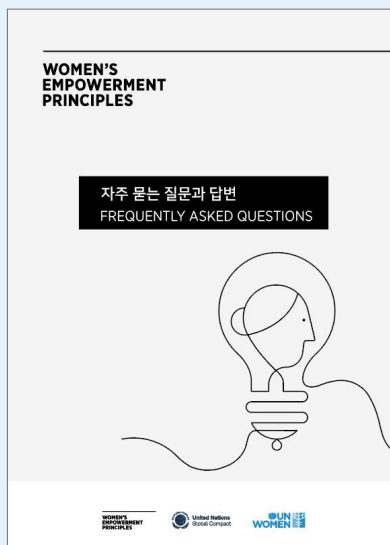 WOMEN'S
EMPOWERMENT
PRINCIPLES
자주 묻는 질문과 답변
FREQUENTLY ASKED QUESTIONS
WOMEN'S
EMPOWERMENT
PRINCIPLES
United Nations
Global Compact
UN
WOMEN